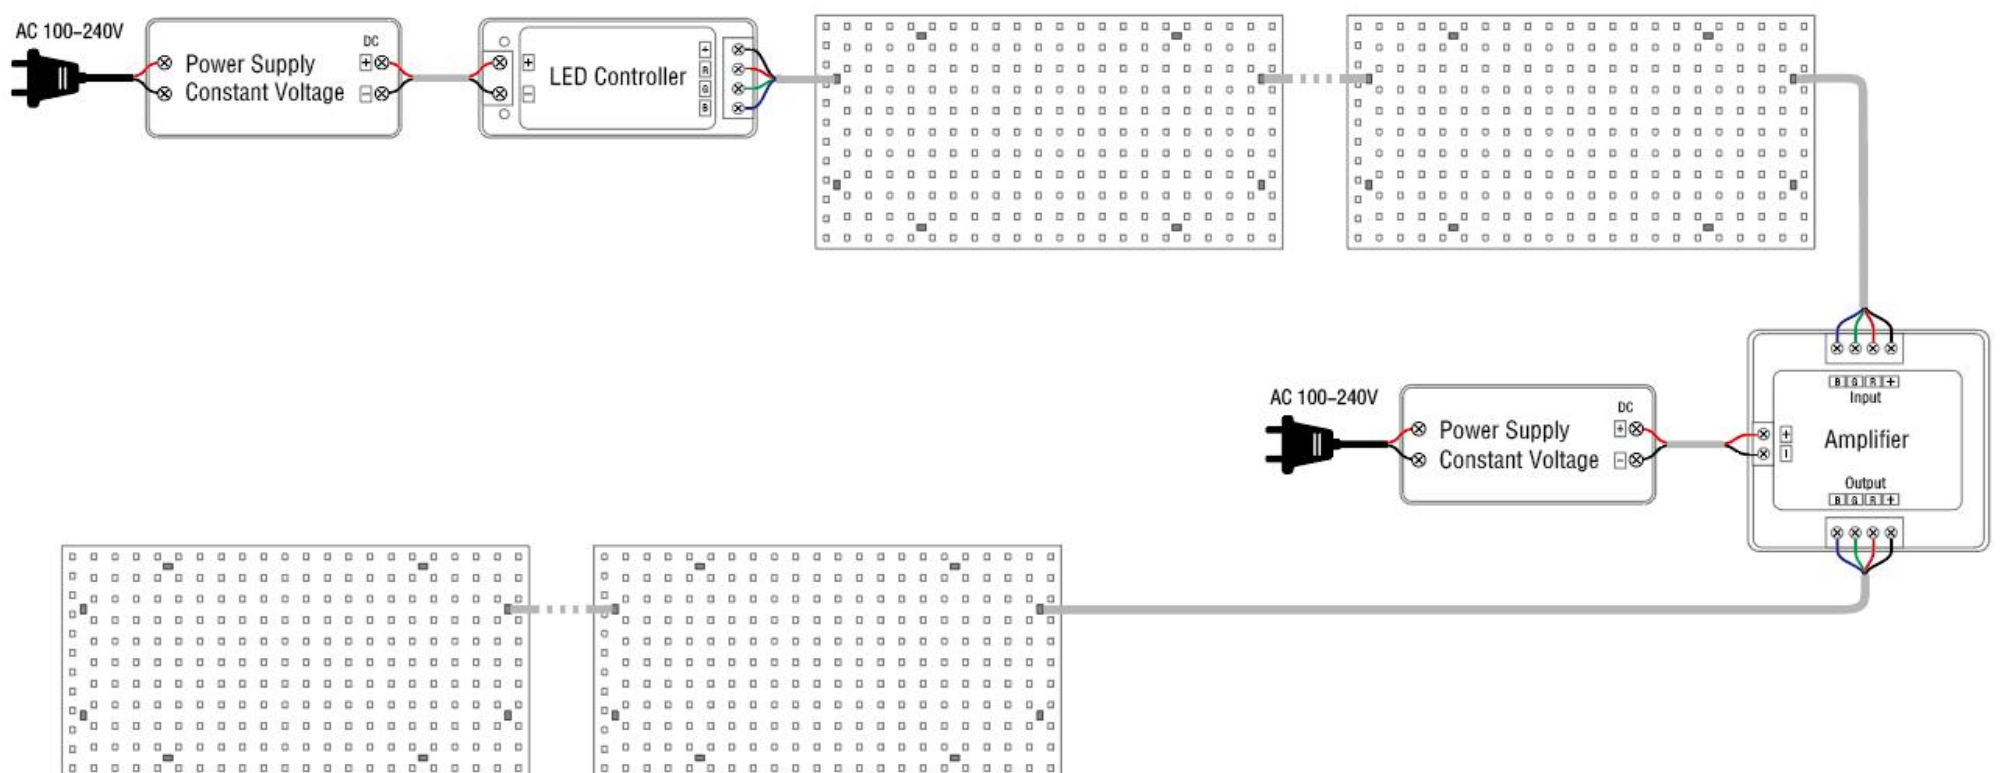 AC 100–240V
DC
Power Supply +
Constant Voltage −
+
−
LED Controller
+
R
G
B
B G R +
Input
AC 100–240V
DC
Power Supply +
Constant Voltage −
+
−
Amplifier
Output
B G R +